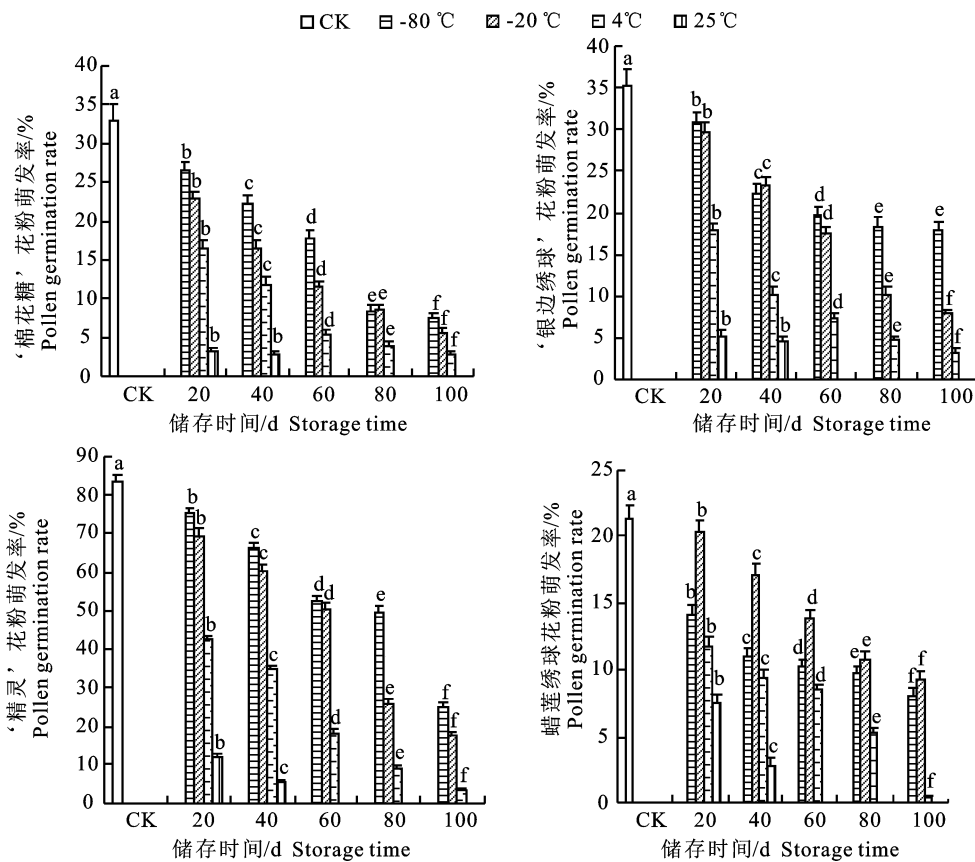 CK -80 ℃ -20 ℃ 4℃ 25℃
‘棉花糖’花粉萌发率/%
Pollen germination rate
40
35
30
25
20
15
10
5
0
a
b b b b
c c c b
d d d
e e e
f f f
CK 20 40 60 80 100
储存时间/d Storage time
‘银边绣球’花粉萌发率/%
Pollen germination rate
40
35
30
25
20
15
10
5
0
a
b b b b
c c c b
d d d
e e e
e f f
CK 20 40 60 80 100
储存时间/d Storage time
‘精灵’花粉萌发率/%
Pollen germination rate
90
80
70
60
50
40
30
20
10
0
a
b b b b
c c c c
d d d
e e e
f f f
CK 20 40 60 80 100
储存时间/d Storage time
蜡莲绣球花粉萌发率/%
Pollen germination rate
25
20
15
10
5
0
a
b b b b
c c c c
d d d
e e e
f f f
CK 20 40 60 80 100
储存时间/d Storage time